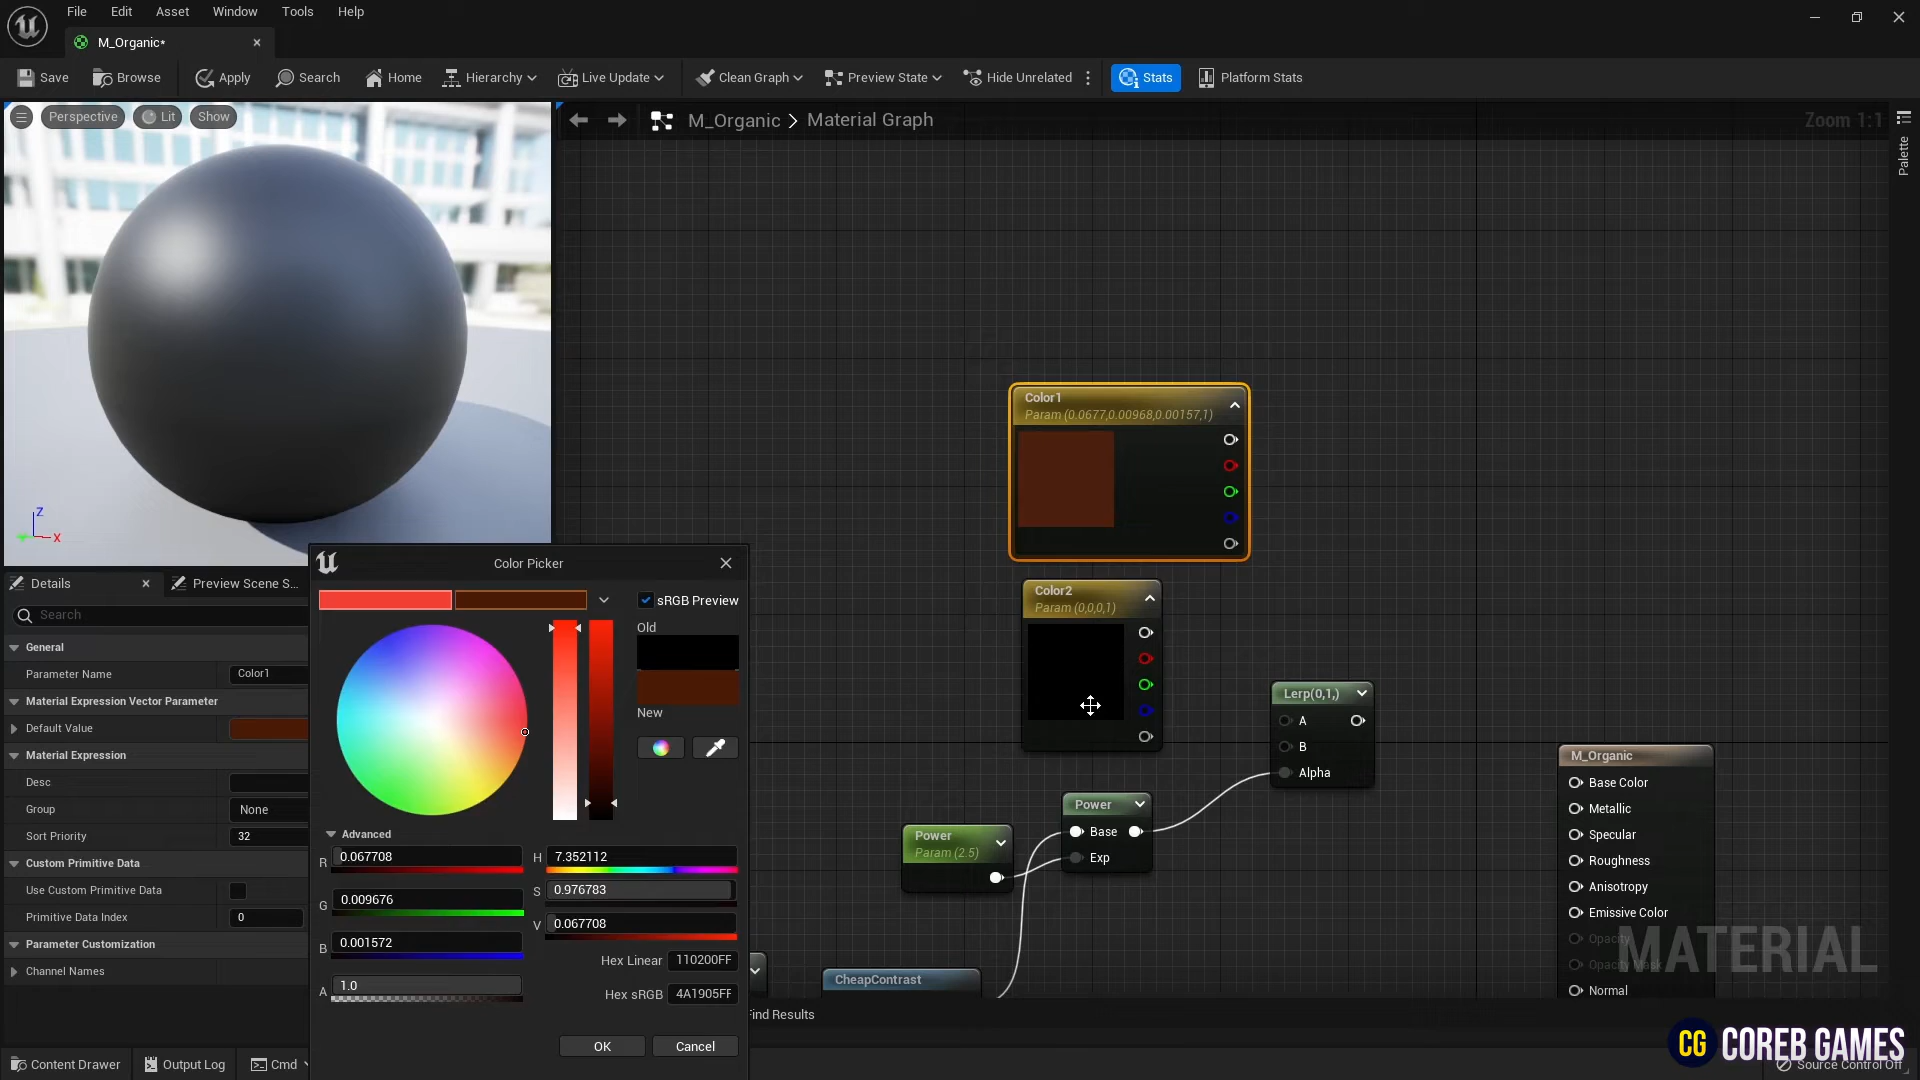 File Edit Asset Window Tools Help
M_Organic*
Save Browse Apply Search Home Hierarchy Live Update Clean Graph Preview State Hide Unrelated Stats Platform Stats
Perspective Lit Show
M_Organic > Material Graph
Zoom 1:1
Palette
Color1
Param (0.0677,0.00968,0.00157,1)
Color2
Param (0,0,0,1)
Lerp(0,1,)
A
B
Alpha
Power
Base
Exp
Power
Param (2.5)
CheapContrast
M_Organic
Base Color
Metallic
Specular
Roughness
Anisotropy
Emissive Color
Opacity
Opacity Mask
Normal
MATERIAL
Z
X
Details Preview Scene S...
Search
General
Parameter Name Color1
Material Expression Vector Parameter
Default Value
Material Expression
Desc
Group None
Sort Priority 32
Custom Primitive Data
Use Custom Primitive Data
Primitive Data Index 0
Parameter Customization
Channel Names
Color Picker
sRGB Preview
Old
New
Advanced
R 0.067708 H 7.352112
G 0.009676 S 0.976783
B 0.001572 V 0.067708
Hex Linear 110200FF
A 1.0 Hex sRGB 4A1905FF
OK Cancel
Find Results
Content Drawer Output Log Cmd
CG COREB GAMES
Source Control Off